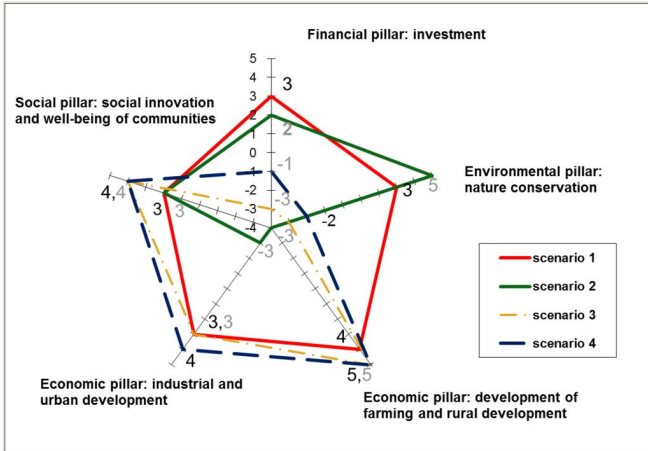 Financial pillar: investment
5
4
3
3
2
2
1
0
-1
-1
-2
-3
-3
-4
-3
-3
Social pillar: social innovation
and well-being of communities
4,4
3
3
Environmental pillar:
nature conservation
5
3
-2
scenario 1
scenario 2
scenario 3
scenario 4
3,3
4
4
5,5
Economic pillar: industrial and
urban development
Economic pillar: development of
farming and rural development